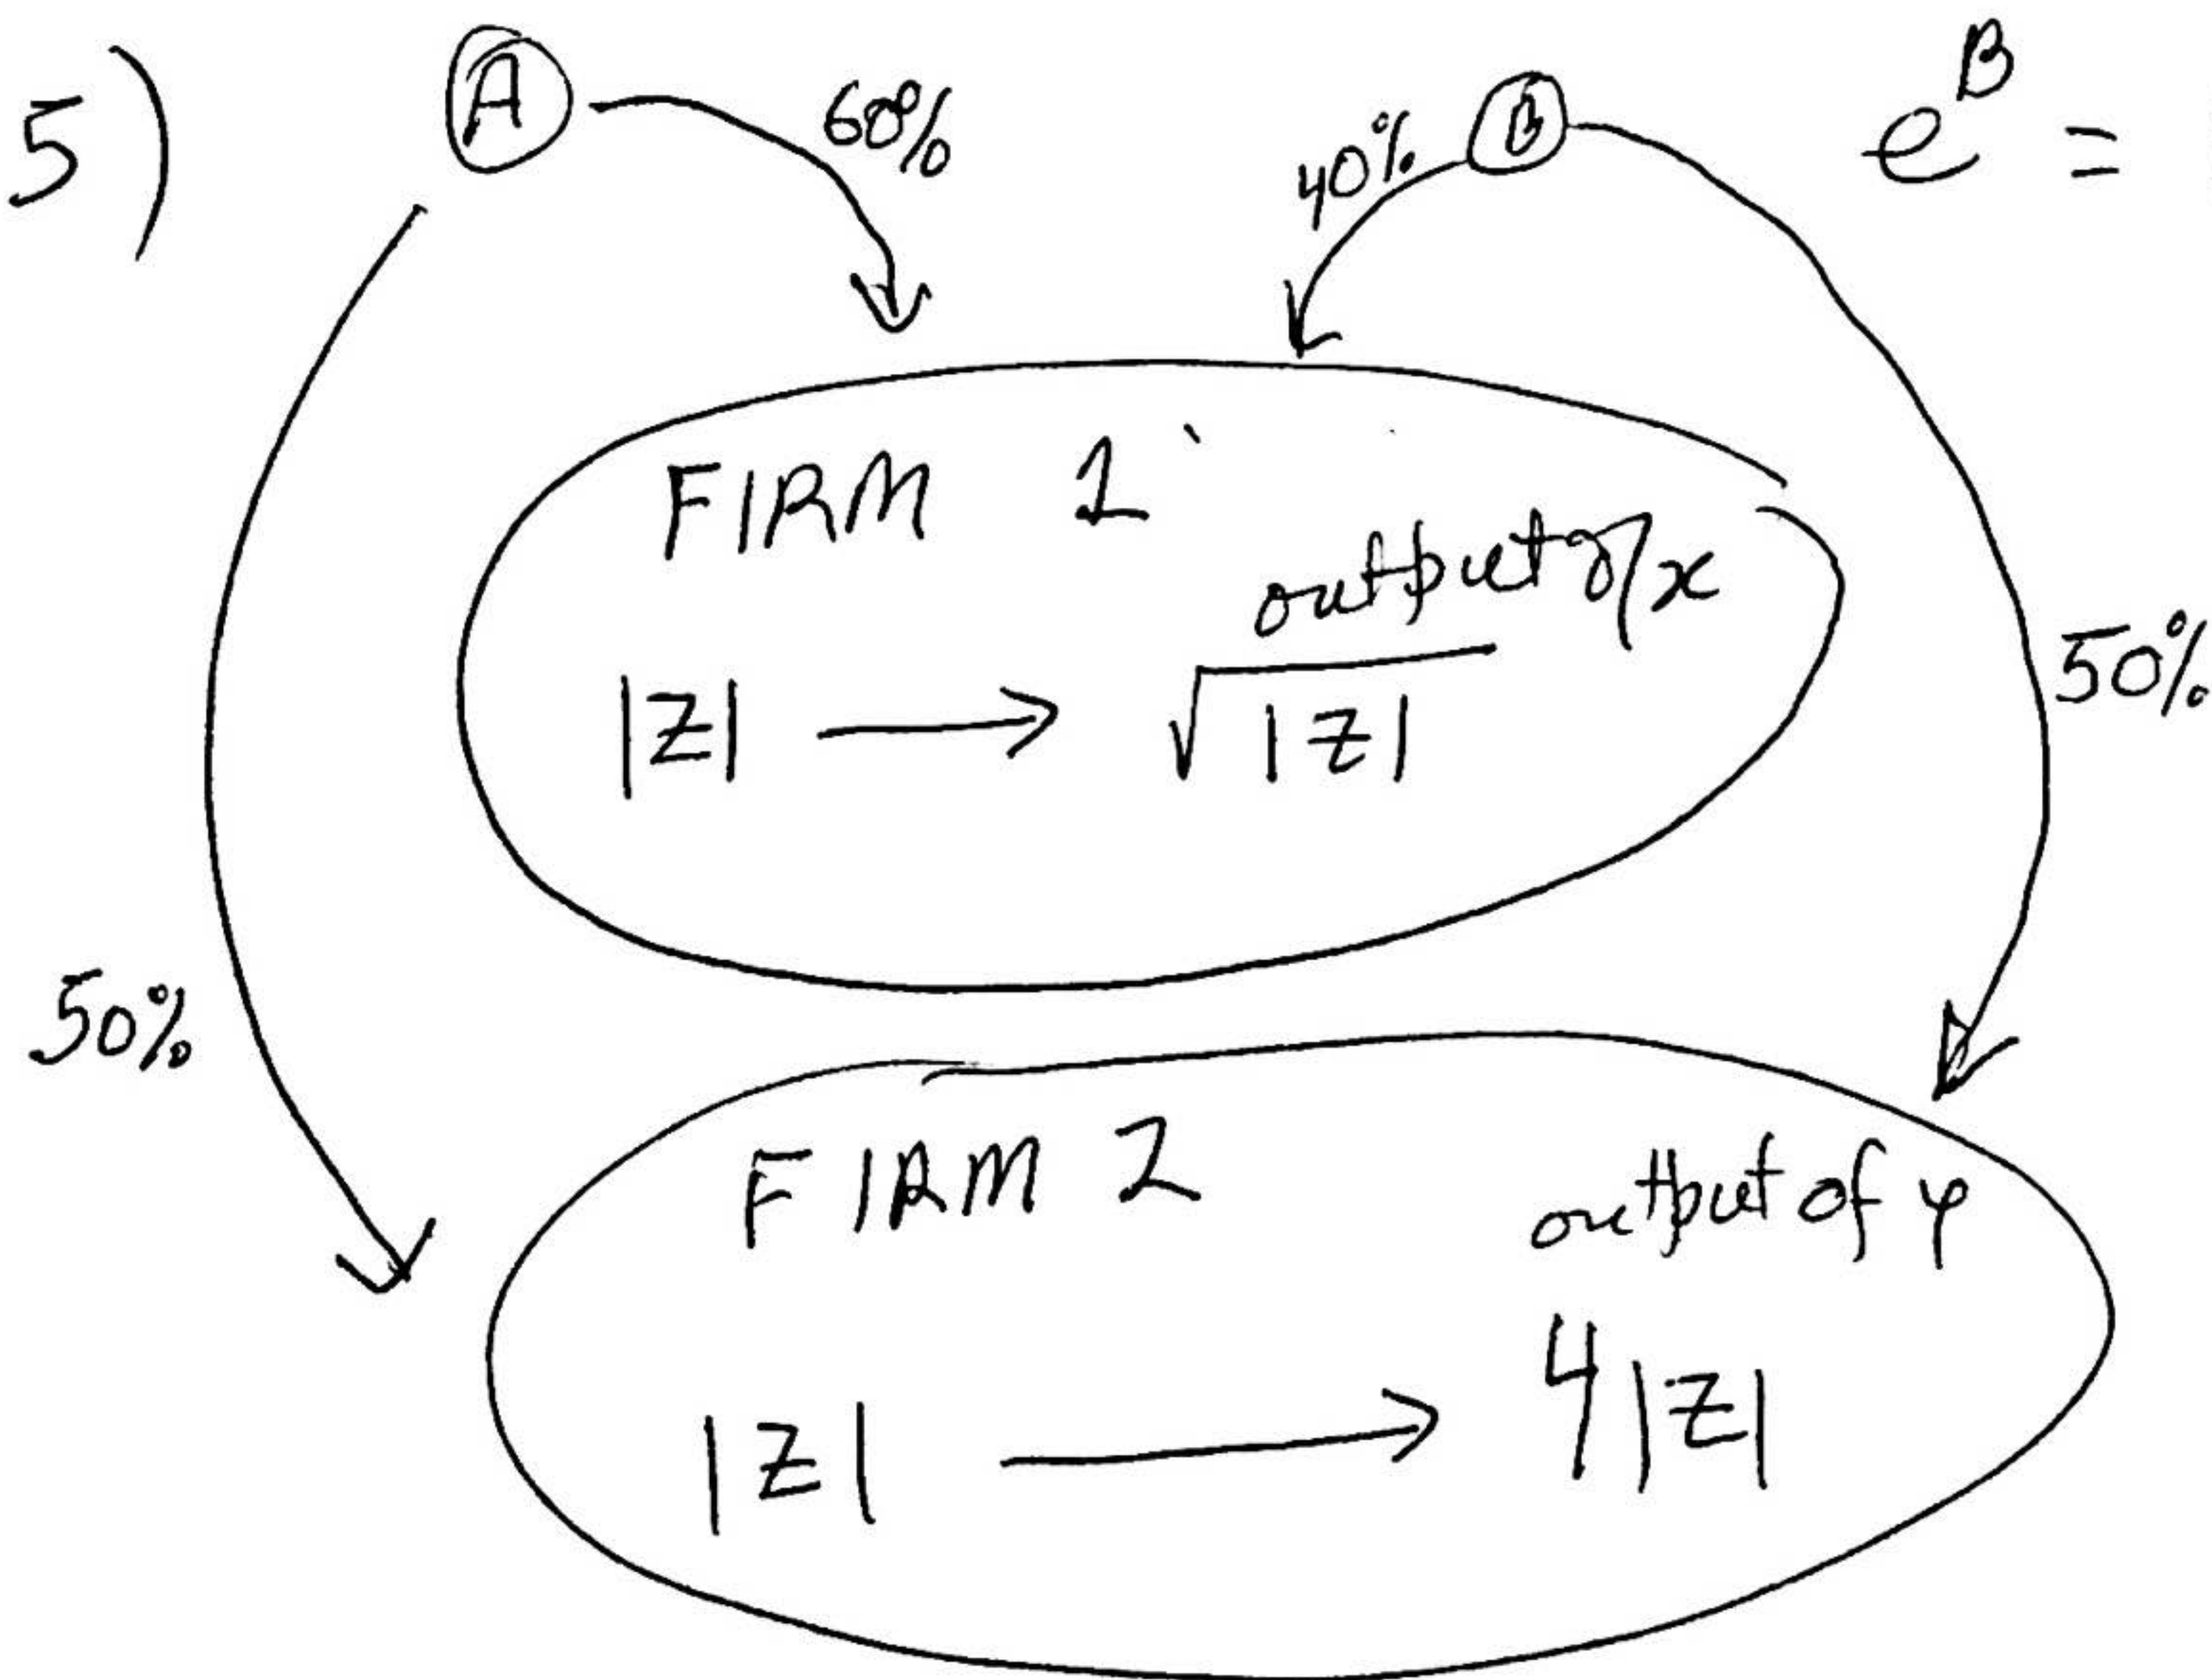 5) A 60% 40% B e^B =
FIRM 1
output of x
|Z| → √|Z|
50%
50%
FIRM 2
output of y
|Z| → 4|Z|